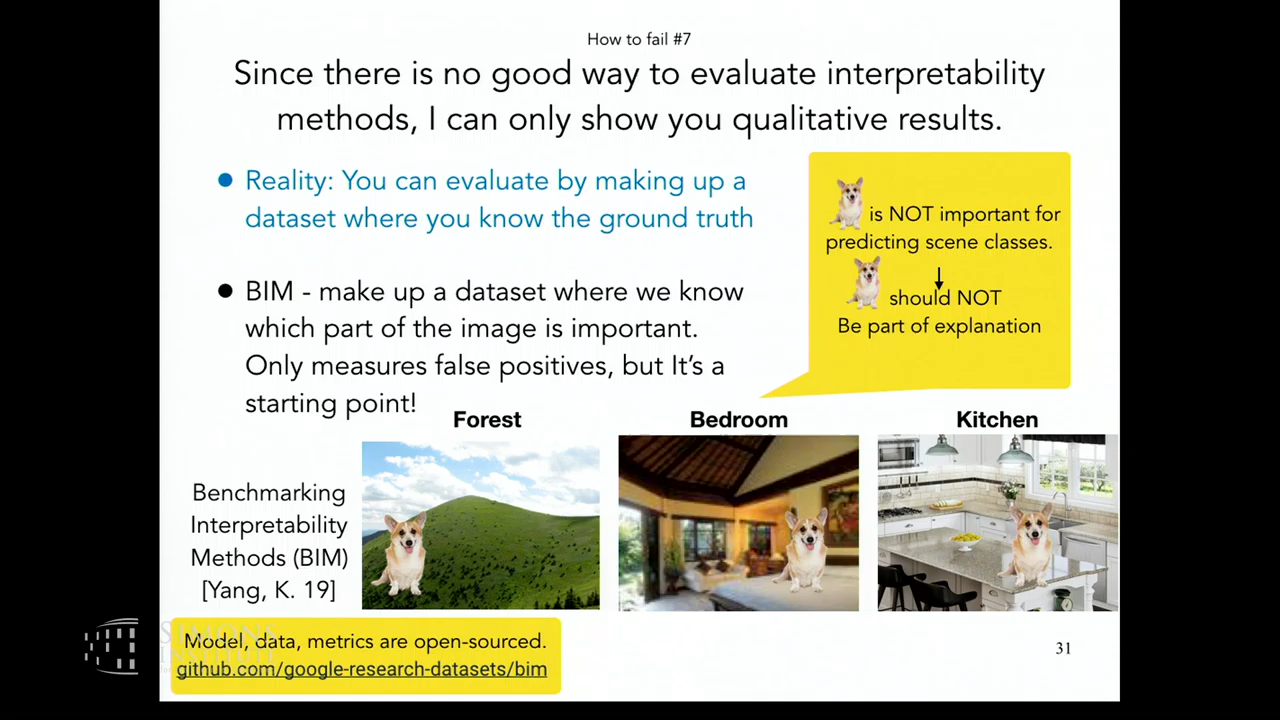 How to fail #7
Since there is no good way to evaluate interpretability
methods, I can only show you qualitative results.
Reality: You can evaluate by making up a
dataset where you know the ground truth
BIM - make up a dataset where we know
which part of the image is important.
Only measures false positives, but It's a
starting point!
is NOT important for
predicting scene classes.
should NOT
Be part of explanation
Forest
Bedroom
Kitchen
Benchmarking
Interpretability
Methods (BIM)
[Yang, K. 19]
Model, data, metrics are open-sourced.
github.com/google-research-datasets/bim
SIMONS
31